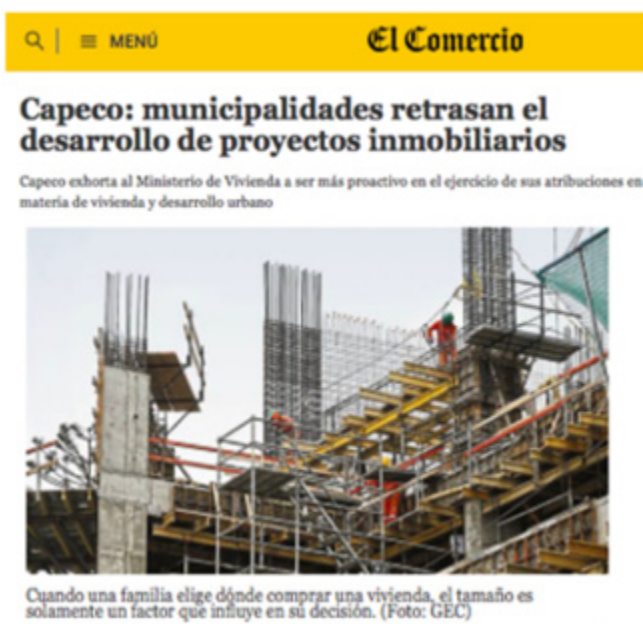 MENÚ
El Comercio
Capeco: municipalidades retrasan el
desarrollo de proyectos inmobiliarios
Capeco exhorta al Ministerio de Vivienda a ser más proactivo en el ejercicio de sus atribuciones en
materia de vivienda y desarrollo urbano
Cuando una familia elige dónde comprar una vivienda, el tamaño es
solamente un factor que influye en su decisión. (Foto: GEC)